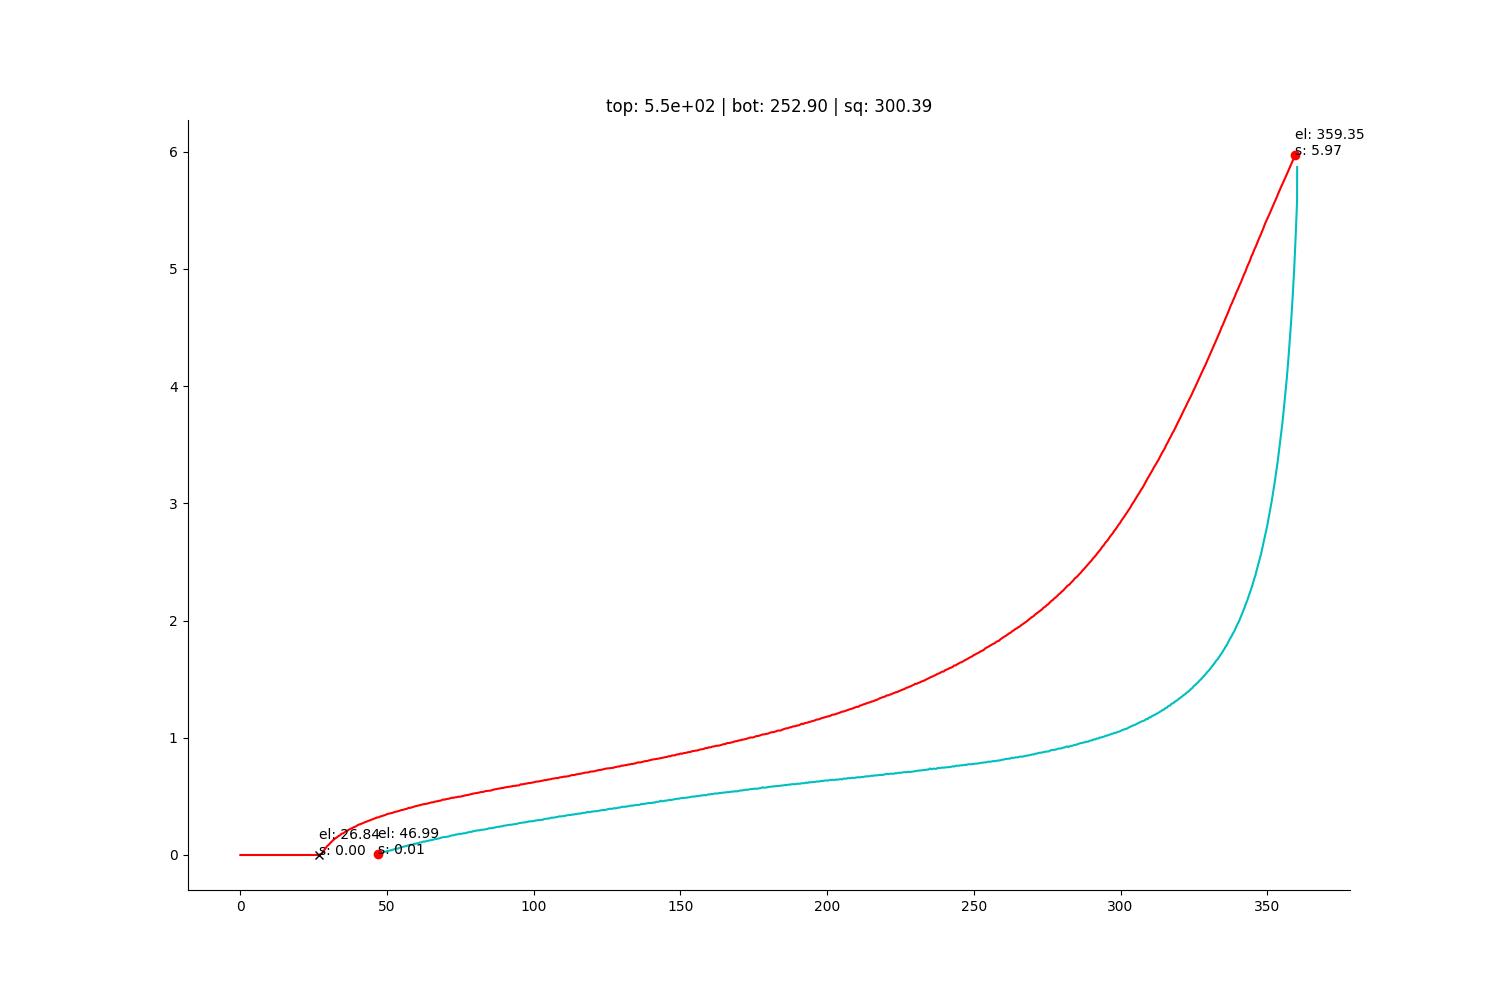 top: 5.5e+02 | bot: 252.90 | sq: 300.39
el: 359.35
s: 5.97
6
5
4
3
2
1
0
el: 26.84
s: 0.00
el: 46.99
s: 0.01
0
50
100
150
200
250
300
350